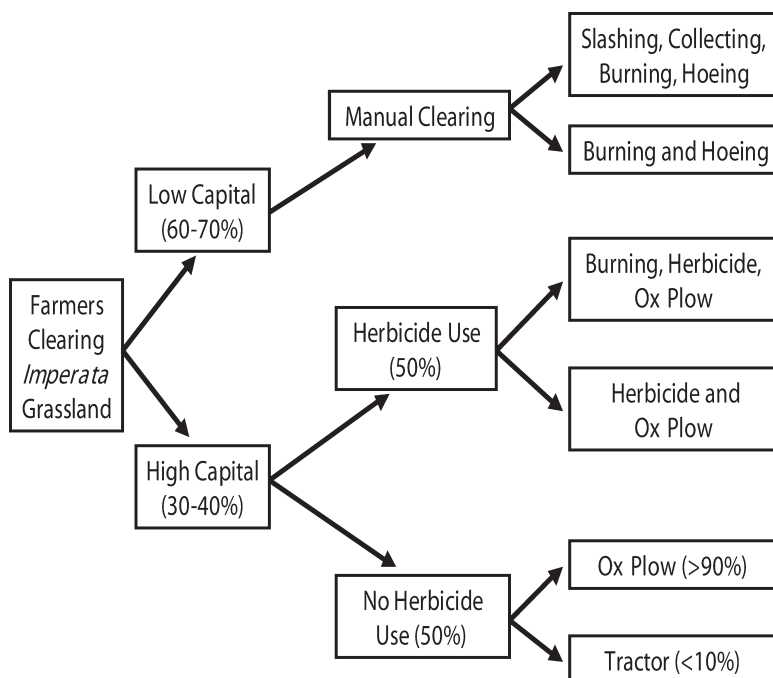 Slashing, Collecting,
Burning, Hoeing
Manual Clearing
Burning and Hoeing
Low Capital
(60-70%)
Farmers
Clearing
Imperata
Grassland
Burning, Herbicide,
Ox Plow
Herbicide Use
(50%)
Herbicide and
Ox Plow
High Capital
(30-40%)
Ox Plow (>90%)
No Herbicide
Use (50%)
Tractor (<10%)